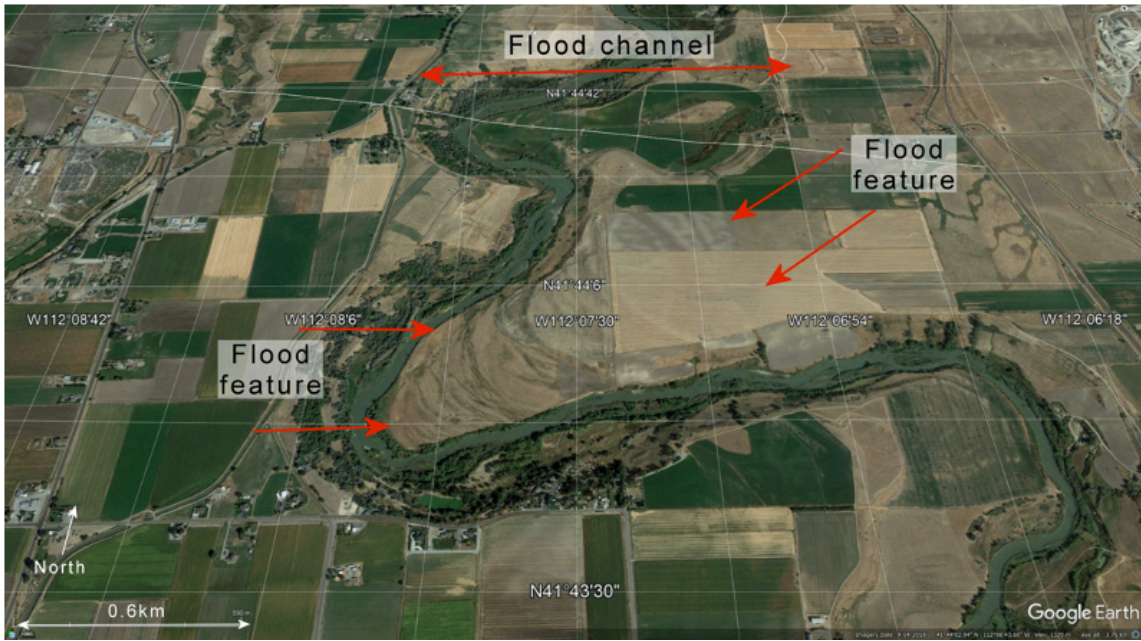 Flood channel
N41°44'42"
Flood
feature
N41°44'6"
W112°08'42"
W112°08'6"
W112°07'30"
W112°06'54"
W112°06'18"
Flood
feature
North
N41°43'30"
0.6km
Google Earth